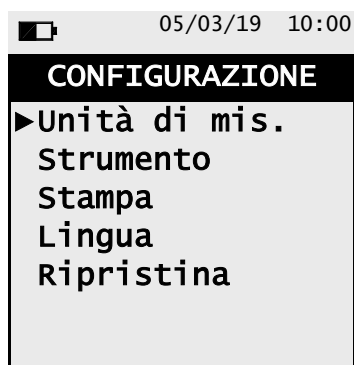 05/03/19 10:00
CONFIGURAZIONE
►Unità di mis.
Strumento
Stampa
Lingua
Ripristina